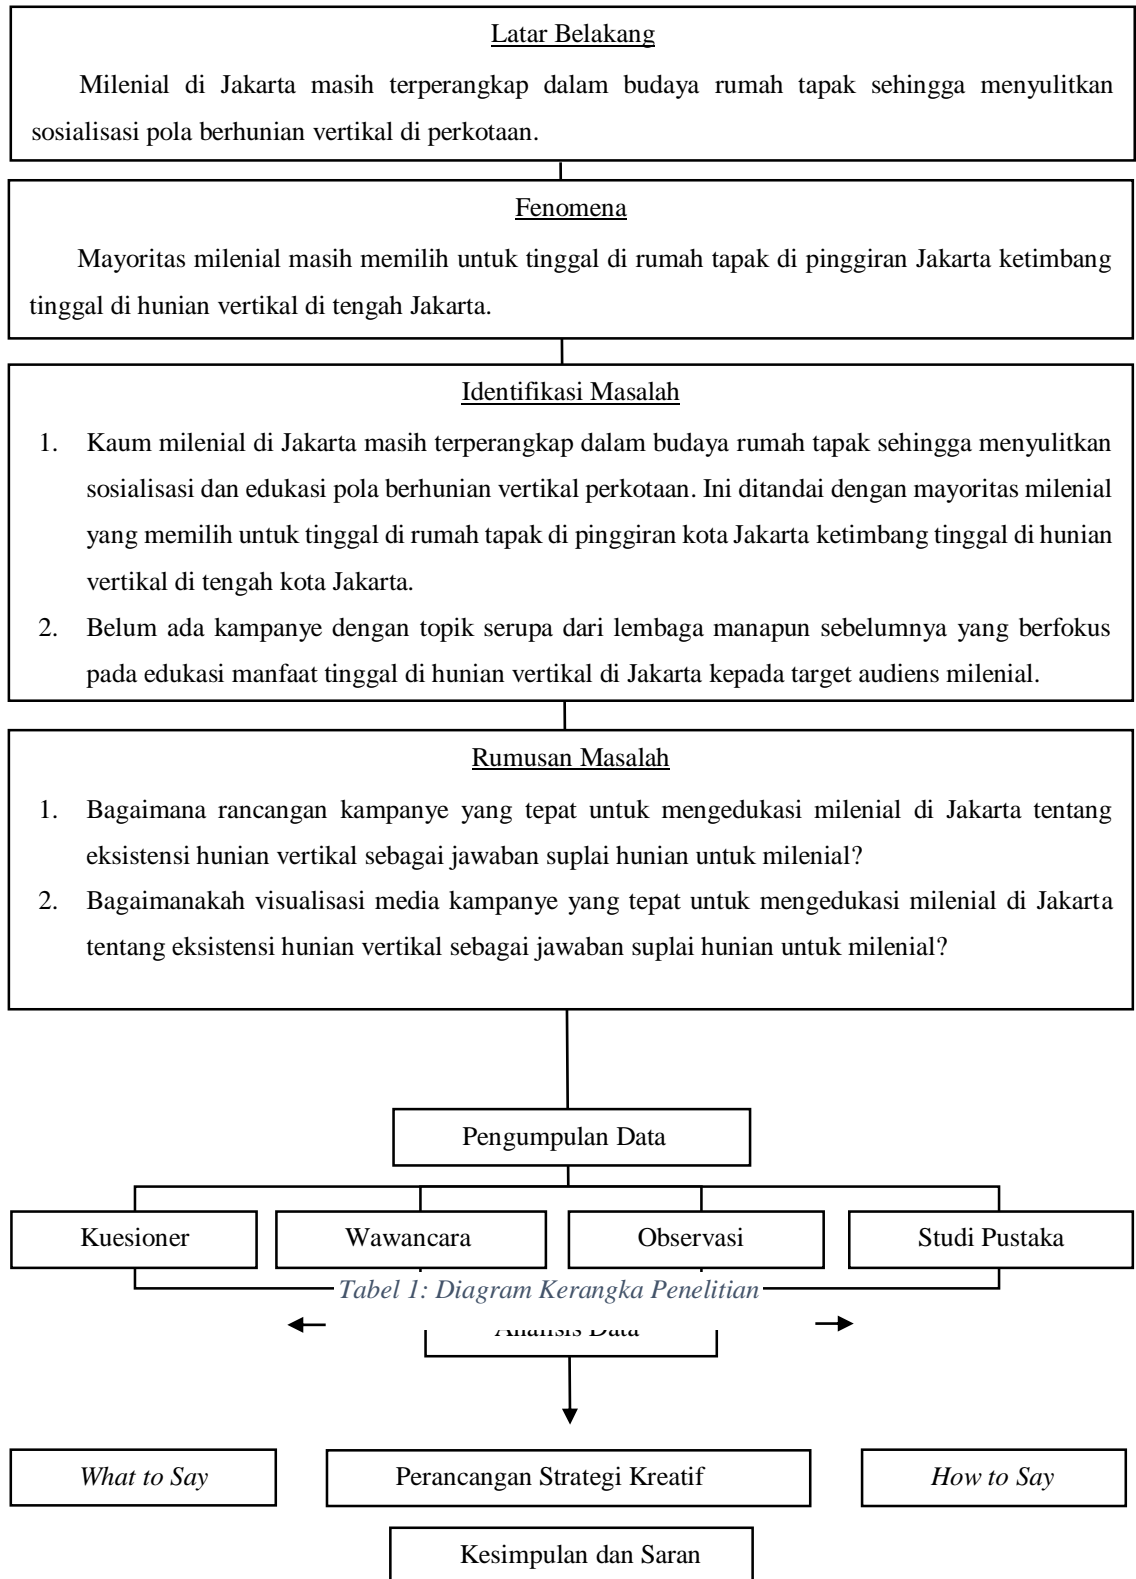 Latar Belakang
Milenial di Jakarta masih terperangkap dalam budaya rumah tapak sehingga menyulitkan
sosialisasi pola berhunian vertikal di perkotaan.
Fenomena
Mayoritas milenial masih memilih untuk tinggal di rumah tapak di pinggiran Jakarta ketimbang
tinggal di hunian vertikal di tengah Jakarta.
Identifikasi Masalah
1. Kaum milenial di Jakarta masih terperangkap dalam budaya rumah tapak sehingga menyulitkan
sosialisasi dan edukasi pola berhunian vertikal perkotaan. Ini ditandai dengan mayoritas milenial
yang memilih untuk tinggal di rumah tapak di pinggiran kota Jakarta ketimbang tinggal di hunian
vertikal di tengah kota Jakarta.
2. Belum ada kampanye dengan topik serupa dari lembaga manapun sebelumnya yang berfokus
pada edukasi manfaat tinggal di hunian vertikal di Jakarta kepada target audiens milenial.
Rumusan Masalah
1. Bagaimana rancangan kampanye yang tepat untuk mengedukasi milenial di Jakarta tentang
eksistensi hunian vertikal sebagai jawaban suplai hunian untuk milenial?
2. Bagaimanakah visualisasi media kampanye yang tepat untuk mengedukasi milenial di Jakarta
tentang eksistensi hunian vertikal sebagai jawaban suplai hunian untuk milenial?
Pengumpulan Data
Kuesioner
Wawancara
Observasi
Studi Pustaka
Tabel 1: Diagram Kerangka Penelitian
Analisis Data
What to Say
Perancangan Strategi Kreatif
How to Say
Kesimpulan dan Saran